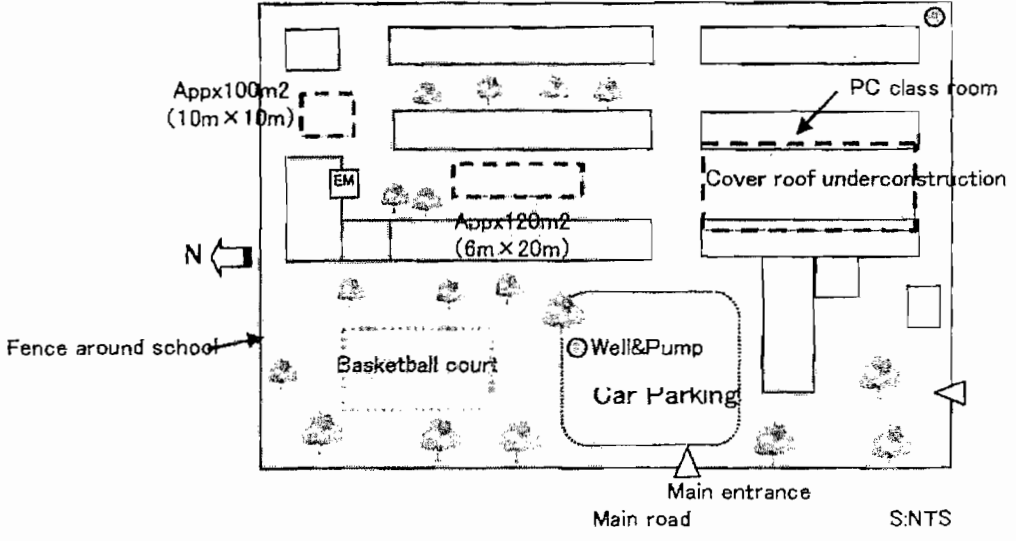 Appx100m2
(10m×10m)
PC class room
EM
Cover roof underconstruction
Appx120m2
(6m×20m)
N
Fence around school
Basketball court
Well&Pump
Car Parking
Main entrance
Main road
S:NTS